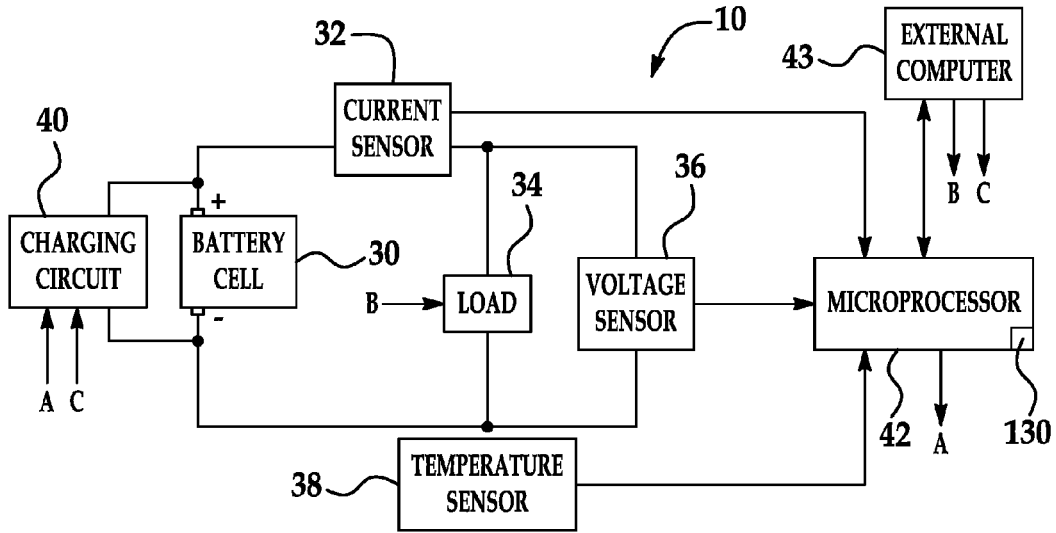 10
32
43
EXTERNAL
COMPUTER
CURRENT
SENSOR
40
B C
36
34
+
CHARGING
CIRCUIT
BATTERY
CELL
30
VOLTAGE
SENSOR
MICROPROCESSOR
B
LOAD
-
A C
42
A
130
38
TEMPERATURE
SENSOR